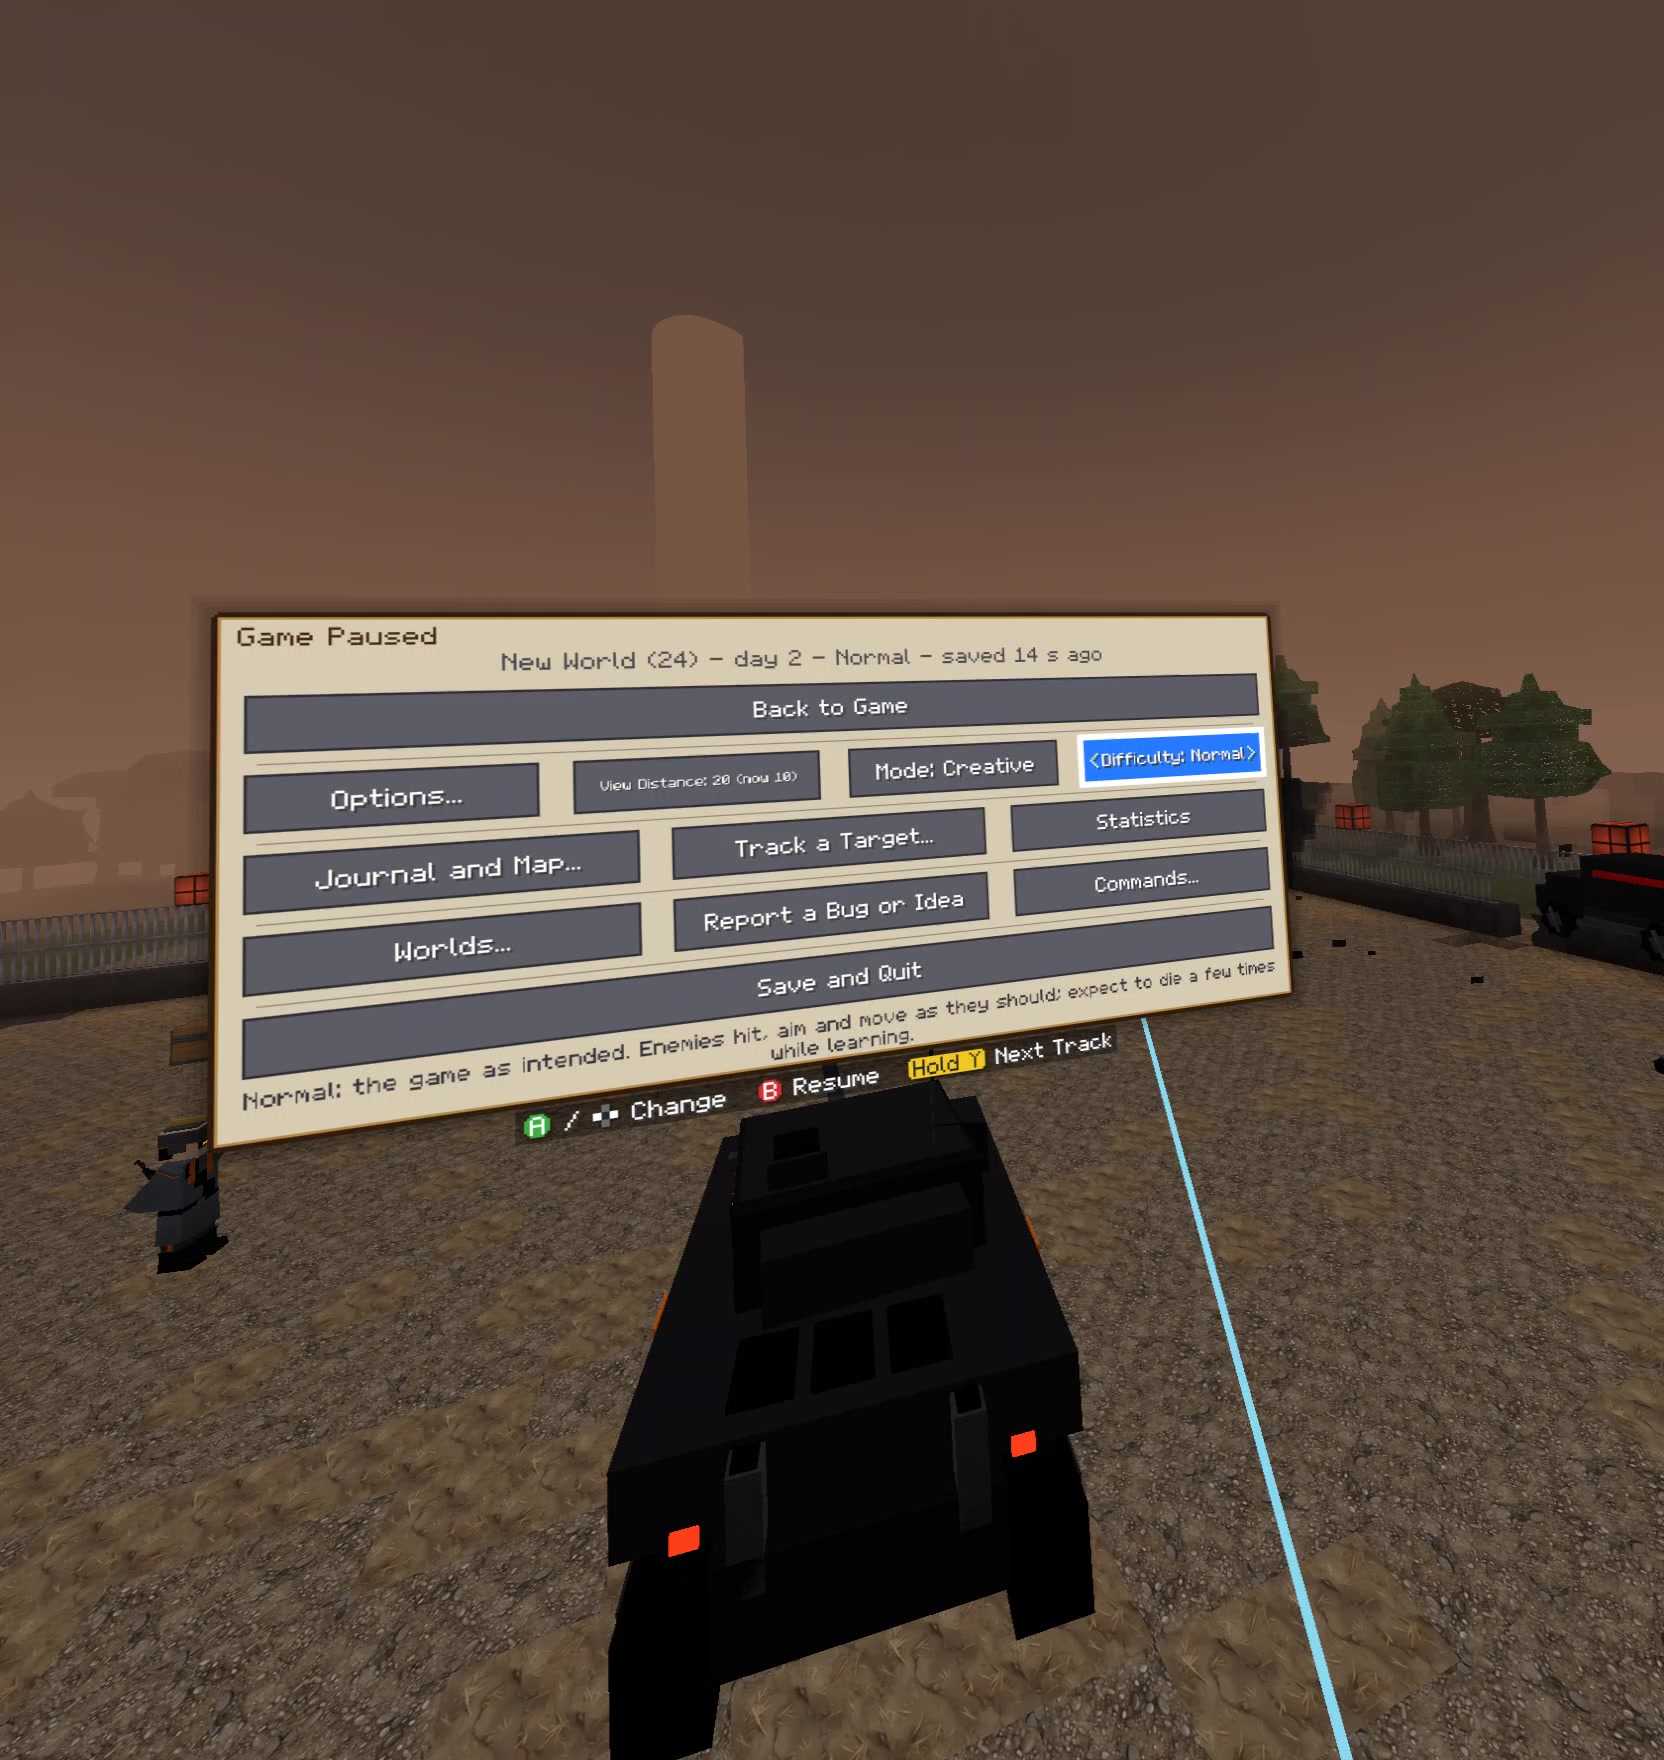 Game Paused
New World (24) - day 2 - Normal - saved 14 s ago
Back to Game
Options...
View Distance: 20 (now 10)
Mode: Creative
<Difficulty: Normal>
Journal and Map...
Track a Target...
Statistics
Worlds...
Report a Bug or Idea
Commands...
Save and Quit
Normal: the game as intended. Enemies hit, aim and move as they should; expect to die a few times
while learning.
A / Change B Resume Hold Y Next Track